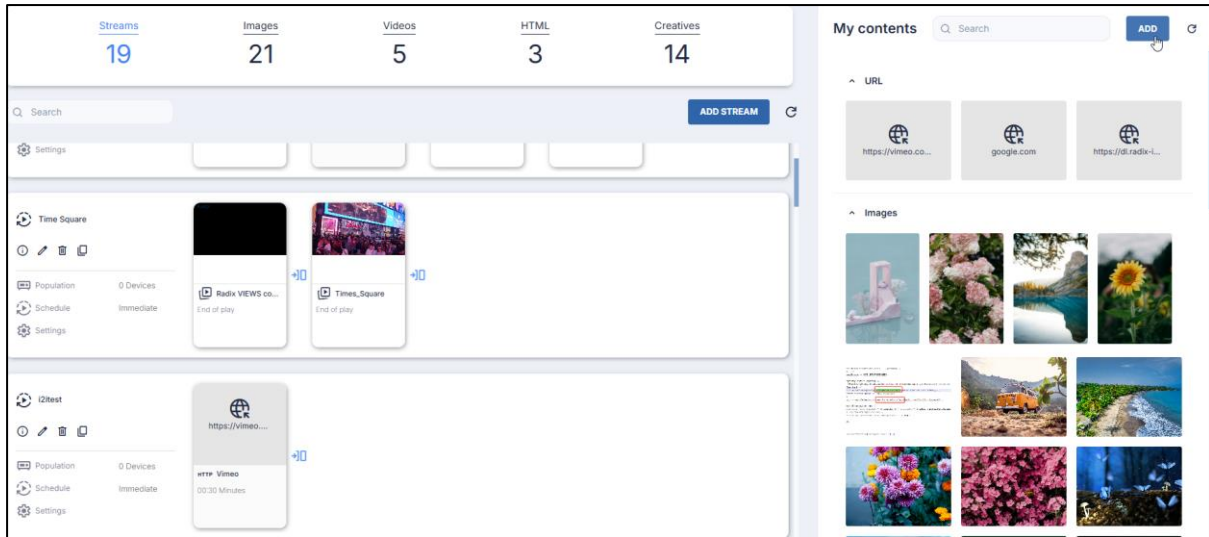 Streams
19
Images
21
Videos
5
HTML
3
Creatives
14
Search
ADD STREAM
Settings
Time Square
Population
0 Devices
Schedule
Immediate
Settings
Radix VIEWS co...
End of play
Times_Square
End of play
i2itest
Population
0 Devices
Schedule
Immediate
Settings
https://vimeo....
HTTP Vimeo
00:30 Minutes
My contents
Search
ADD
URL
https://vimeo.co...
google.com
https://dl.radix-i...
Images